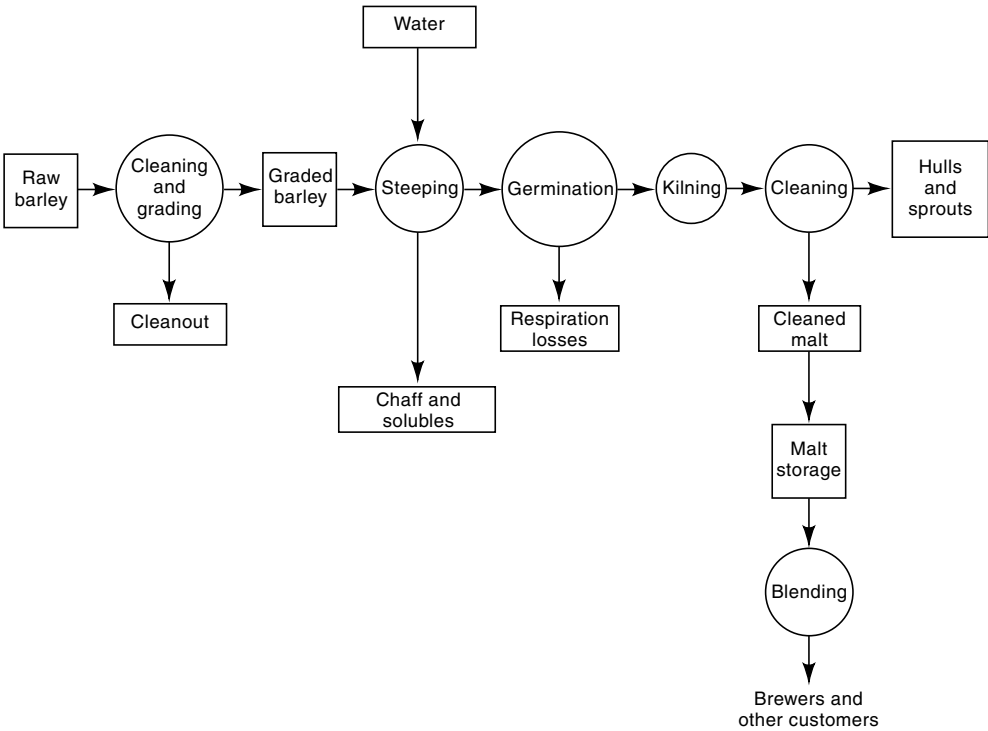 Water
Raw
barley
Cleaning
and
grading
Graded
barley
Steeping
Germination
Kilning
Cleaning
Hulls
and
sprouts
Cleanout
Respiration
losses
Cleaned
malt
Chaff and
solubles
Malt
storage
Blending
Brewers and
other customers